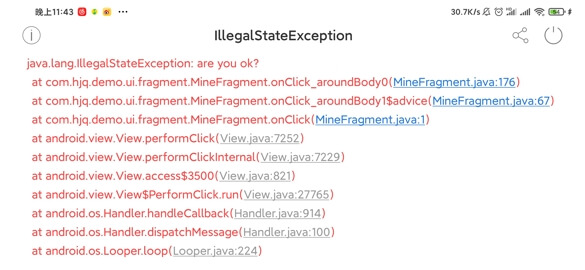 晚上11:43 ...
30.7K/s
IllegalStateException
java.lang.IllegalStateException: are you ok?
at com.hjq.demo.ui.fragment.MineFragment.onClick_aroundBody0(MineFragment.java:176)
at com.hjq.demo.ui.fragment.MineFragment.onClick_aroundBody1$advice(MineFragment.java:67)
at com.hjq.demo.ui.fragment.MineFragment.onClick(MineFragment.java:1)
at android.view.View.performClick(View.java:7252)
at android.view.View.performClickInternal(View.java:7229)
at android.view.View.access$3500(View.java:821)
at android.view.View$PerformClick.run(View.java:27765)
at android.os.Handler.handleCallback(Handler.java:914)
at android.os.Handler.dispatchMessage(Handler.java:100)
at android.os.Looper.loop(Looper.java:224)